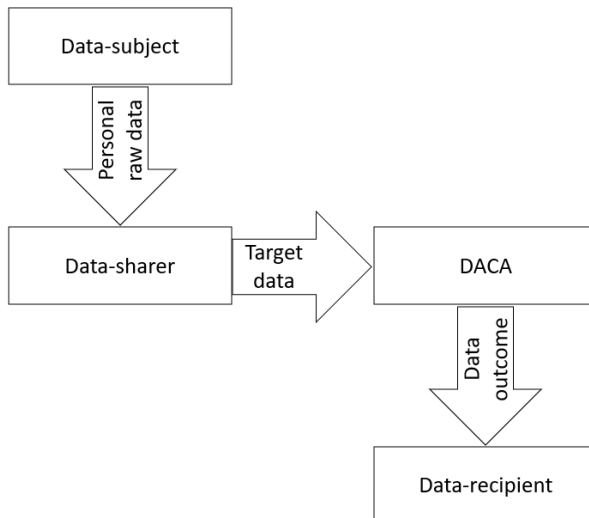 Data-subject
Personal
raw data
Data-sharer
Target
data
DACA
Data
outcome
Data-recipient